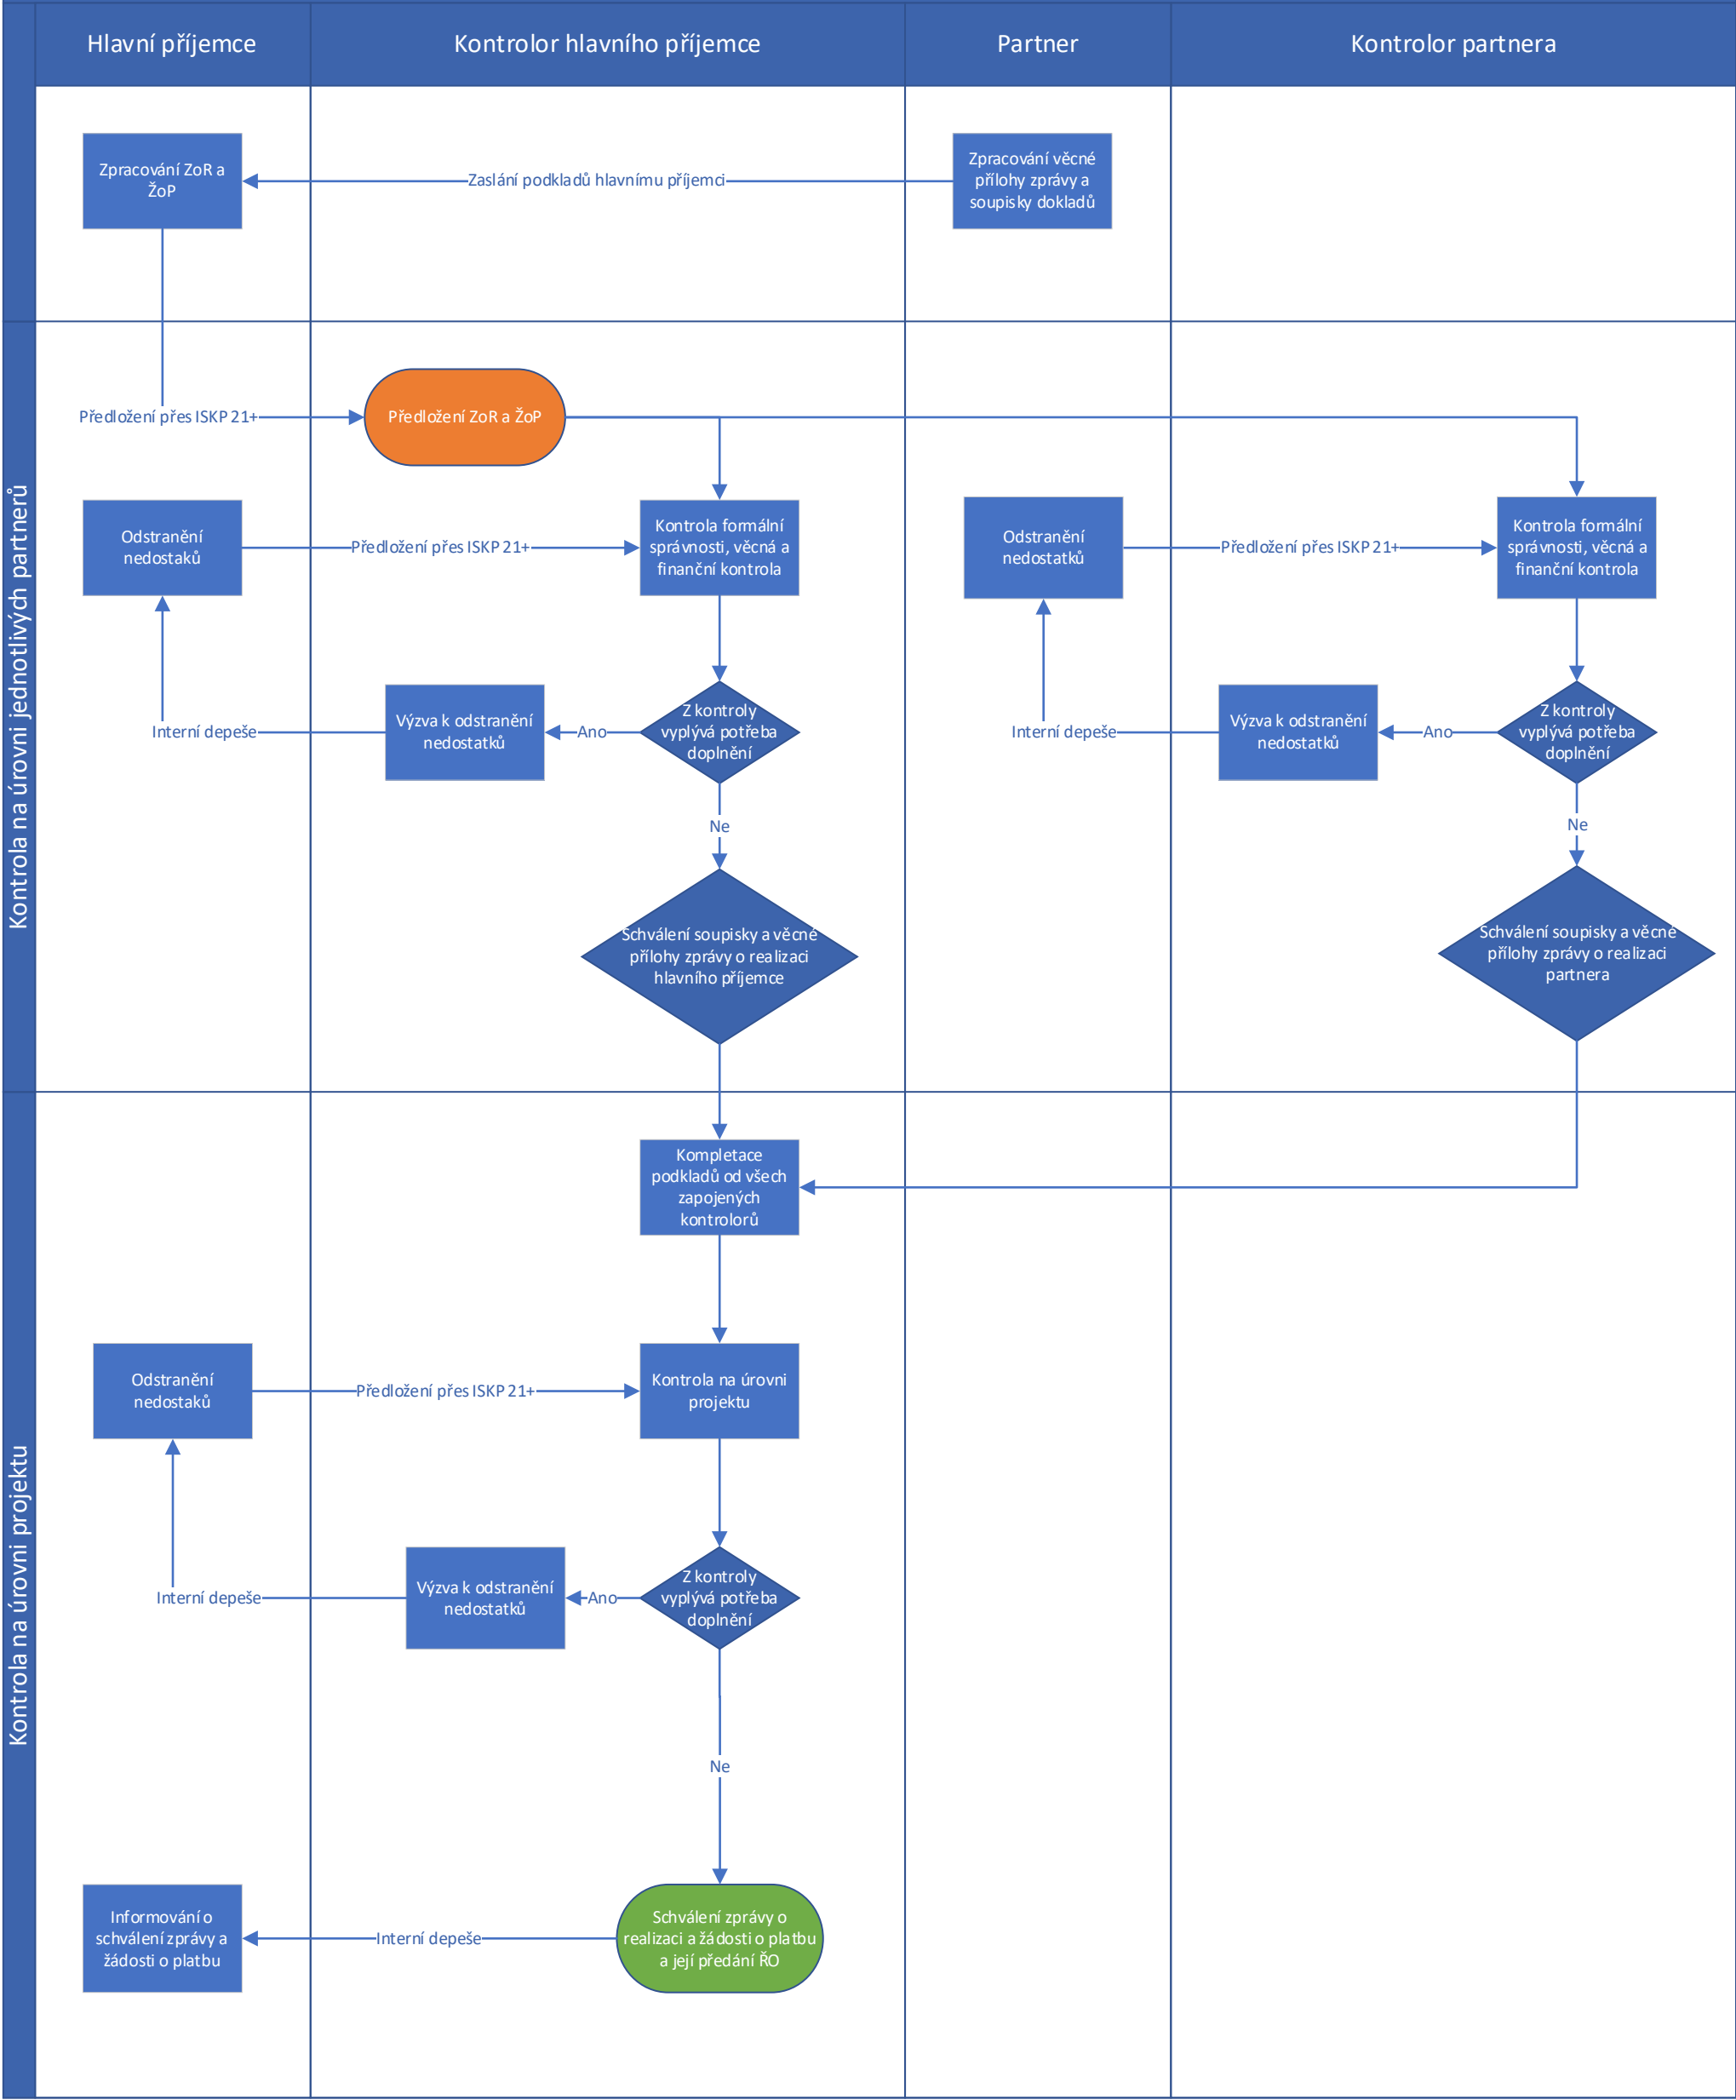 Hlavní příjemce
Kontrolor hlavního příjemce
Partner
Kontrolor partnera
Zpracování ZoR a
ŽoP
Zaslání podkladů hlavnímu příjemci
Zpracování věcné
přílohy zprávy a
soupisky dokladů
Kontrola na úrovni jednotlivých partnerů
Předložení přes ISKP 21+
Předložení ZoR a ŽoP
Odstranění
nedostaků
Předložení přes ISKP 21+
Kontrola formální
správnosti, věcná a
finanční kontrola
Odstranění
nedostatků
Předložení přes ISKP 21+
Kontrola formální
správnosti, věcná a
finanční kontrola
Interní depeše
Výzva k odstranění
nedostatků
Ano
Z kontroly
vyplývá potřeba
doplnění
Interní depeše
Výzva k odstranění
nedostatků
Ano
Z kontroly
vyplývá potřeba
doplnění
Ne
Ne
Schválení soupisky a věcné
přílohy zprávy o realizaci
hlavního příjemce
Schválení soupisky a věcné
přílohy zprávy o realizaci
partnera
Kontrola na úrovni projektu
Kompletace
podkladů od všech
zapojených
kontrolorů
Odstranění
nedostaků
Předložení přes ISKP 21+
Kontrola na úrovni
projektu
Interní depeše
Výzva k odstranění
nedostatků
Ano
Z kontroly
vyplývá potřeba
doplnění
Ne
Informování o
schválení zprávy a
žádosti o platbu
Interní depeše
Schválení zprávy o
realizaci a žádosti o platbu
a její předání ŘO